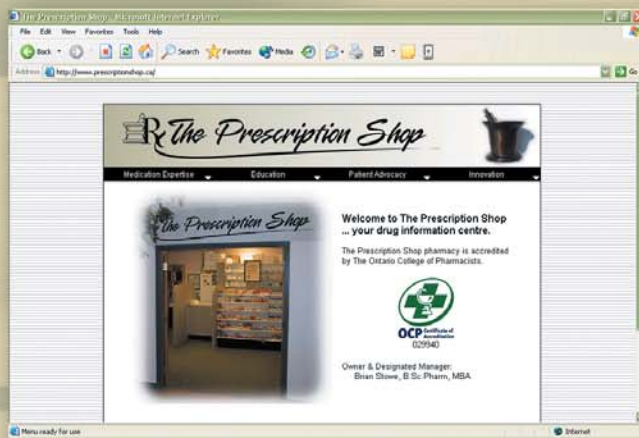 The Prescription Shop - Microsoft Internet Explorer
File Edit View Favorites Tools Help
Back Search Favorites Media
Address http://www.prescriptionshop.ca/ Go
Rx The Prescription Shop
Medication Expertise Education Patient Advocacy Innovation
The Prescription Shop
Welcome to The Prescription Shop
... your drug information centre.
The Prescription Shop pharmacy is accredited
by The Ontario College of Pharmacists.
OCP Certificate of
Accreditation
029940
Owner & Designated Manager:
Brian Stowe, B.Sc.Pharm, MBA
Menu ready for use Internet